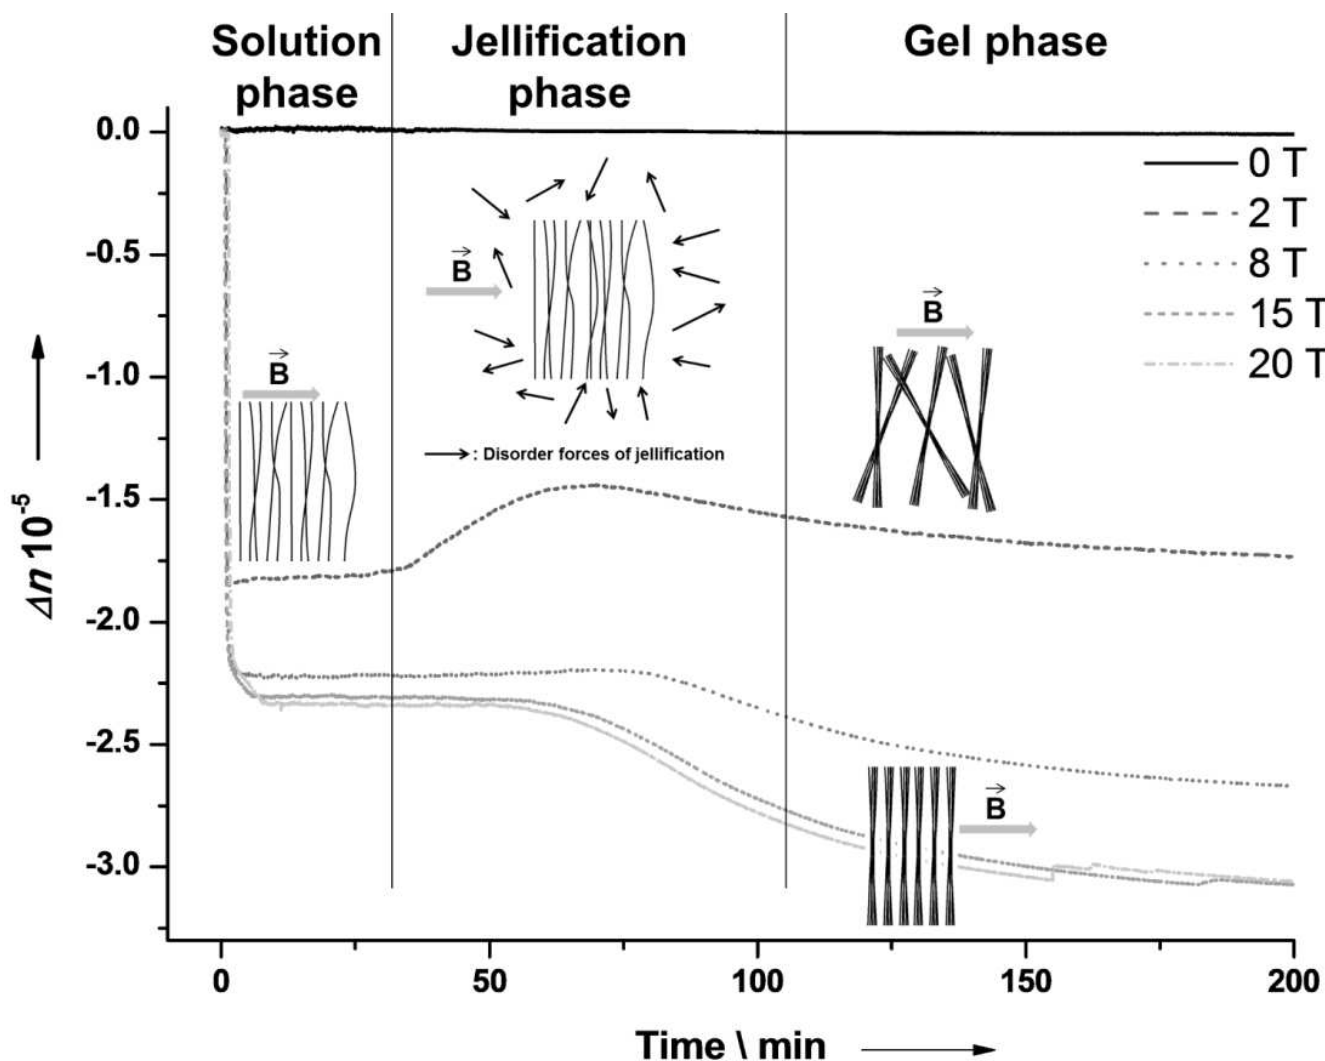 Solution
phase
Jellification
phase
Gel phase
0.0
-0.5
-1.0
-1.5
-2.0
-2.5
-3.0
Δn 10⁻⁵
0 T
2 T
8 T
15 T
20 T
B
B
→: Disorder forces of jellification
B
B
0
50
100
150
200
Time \ min